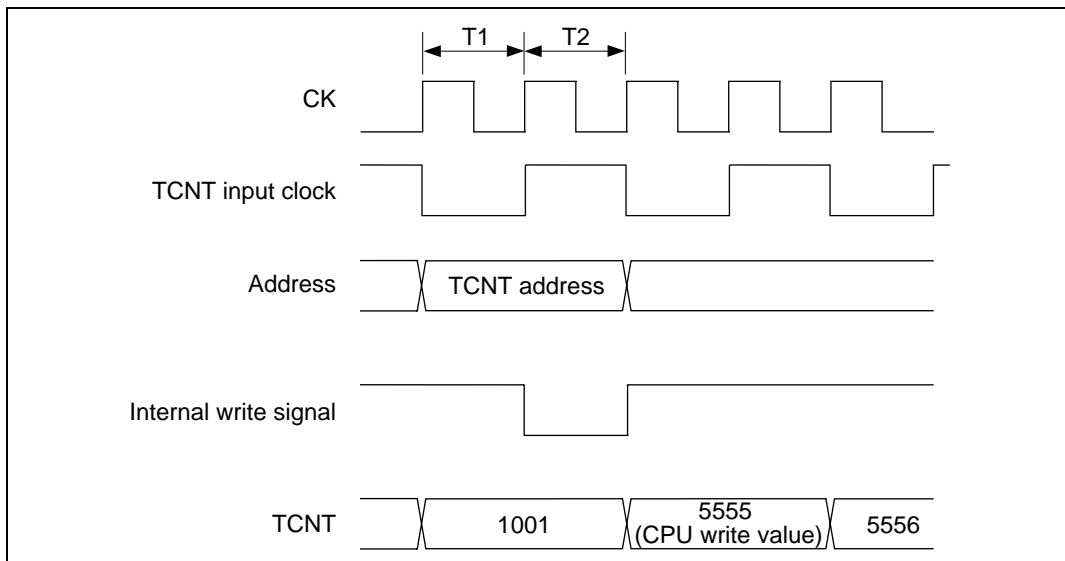 T1 T2
CK
TCNT input clock
Address TCNT address
Internal write signal
TCNT 1001 5555 5556
(CPU write value)